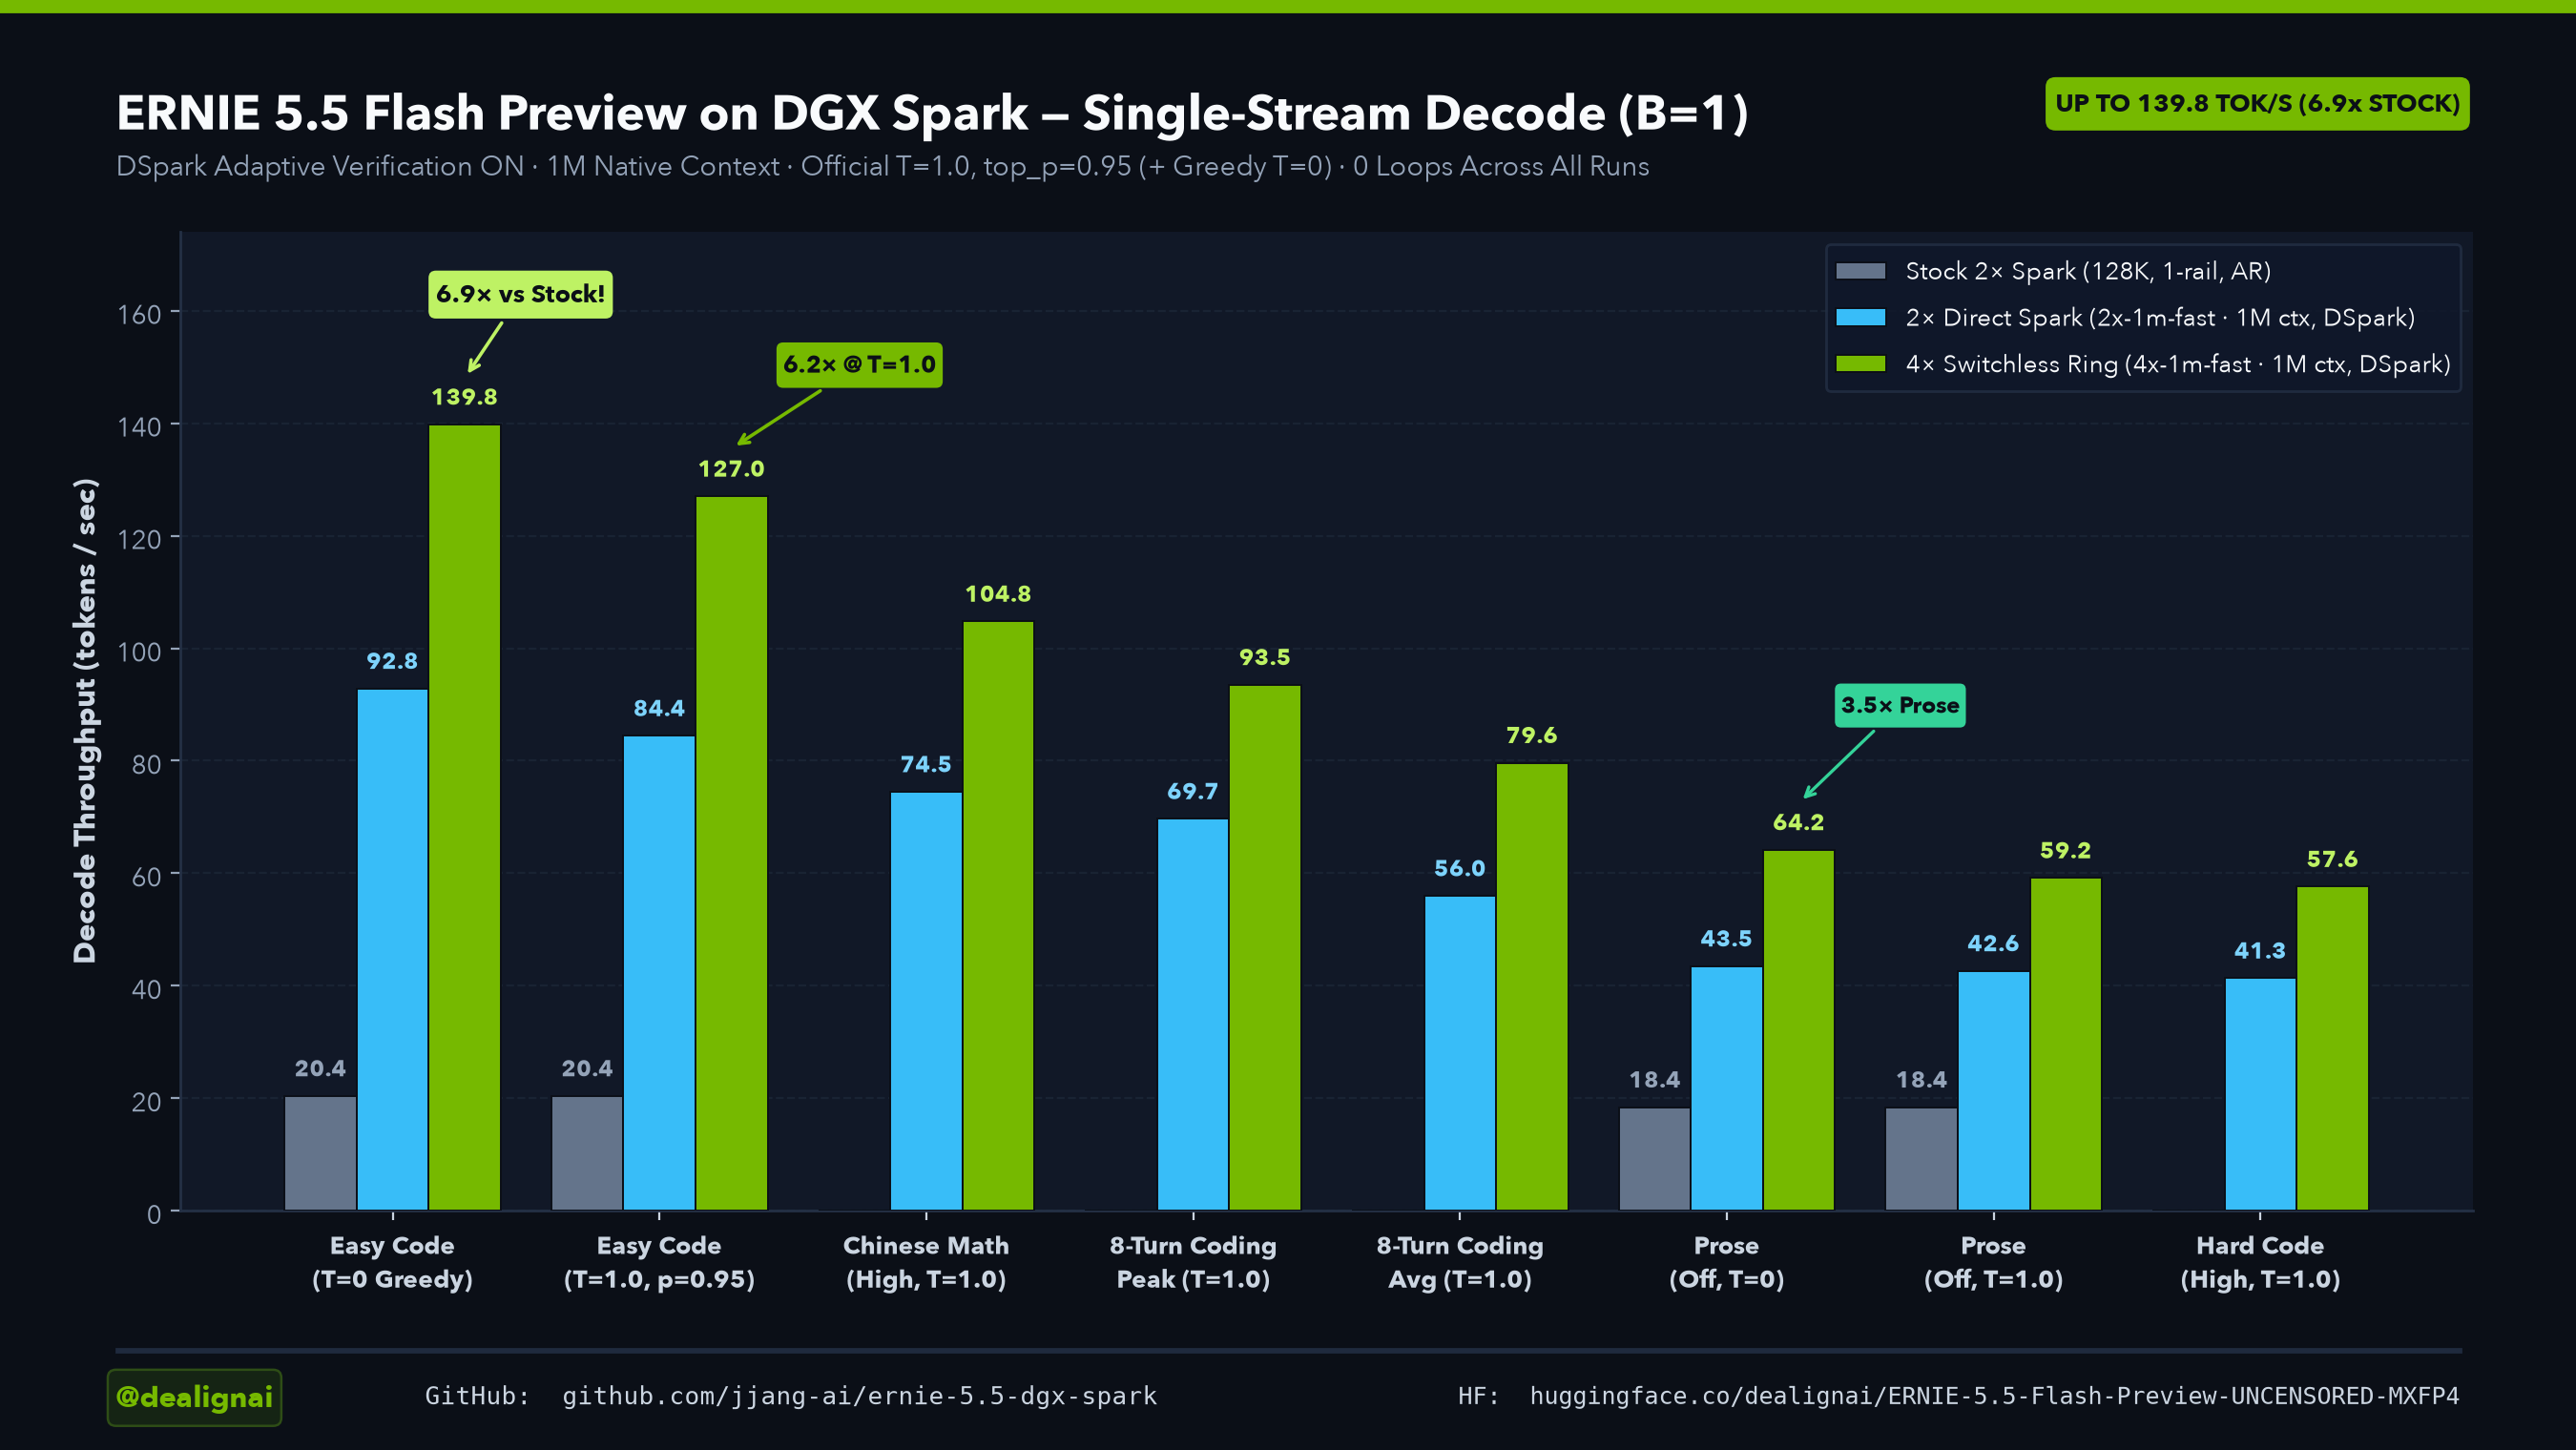 ERNIE 5.5 Flash Preview on DGX Spark – Single-Stream Decode (B=1)
UP TO 139.8 TOK/S (6.9x STOCK)
DSpark Adaptive Verification ON · 1M Native Context · Official T=1.0, top_p=0.95 (+ Greedy T=0) · 0 Loops Across All Runs
Stock 2× Spark (128K, 1-rail, AR)
2× Direct Spark (2x-1m-fast · 1M ctx, DSpark)
4× Switchless Ring (4x-1m-fast · 1M ctx, DSpark)
Decode Throughput (tokens / sec)
160
140
120
100
80
60
40
20
0
6.9× vs Stock!
6.2× @ T=1.0
3.5× Prose
20.4
92.8
139.8
20.4
84.4
127.0
74.5
104.8
69.7
93.5
56.0
79.6
18.4
43.5
64.2
18.4
42.6
59.2
41.3
57.6
Easy Code
(T=0 Greedy)
Easy Code
(T=1.0, p=0.95)
Chinese Math
(High, T=1.0)
8-Turn Coding
Peak (T=1.0)
8-Turn Coding
Avg (T=1.0)
Prose
(Off, T=0)
Prose
(Off, T=1.0)
Hard Code
(High, T=1.0)
@dealignai
GitHub: github.com/jjang-ai/ernie-5.5-dgx-spark
HF: huggingface.co/dealignai/ERNIE-5.5-Flash-Preview-UNCENSORED-MXFP4